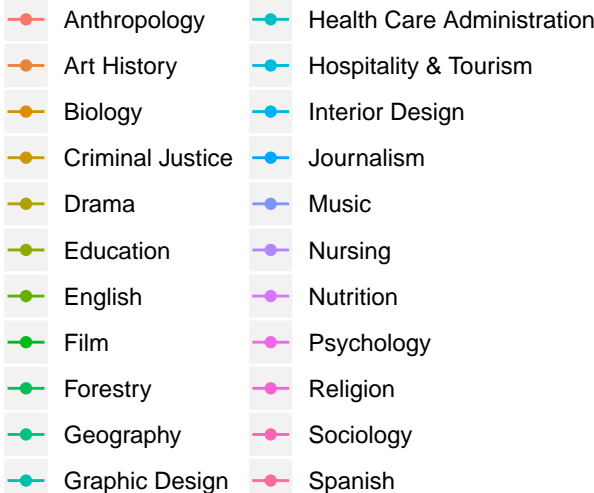 Anthropology
Art History
Biology
Criminal Justice
Drama
Education
English
Film
Forestry
Geography
Graphic Design
Health Care Administration
Hospitality & Tourism
Interior Design
Journalism
Music
Nursing
Nutrition
Psychology
Religion
Sociology
Spanish